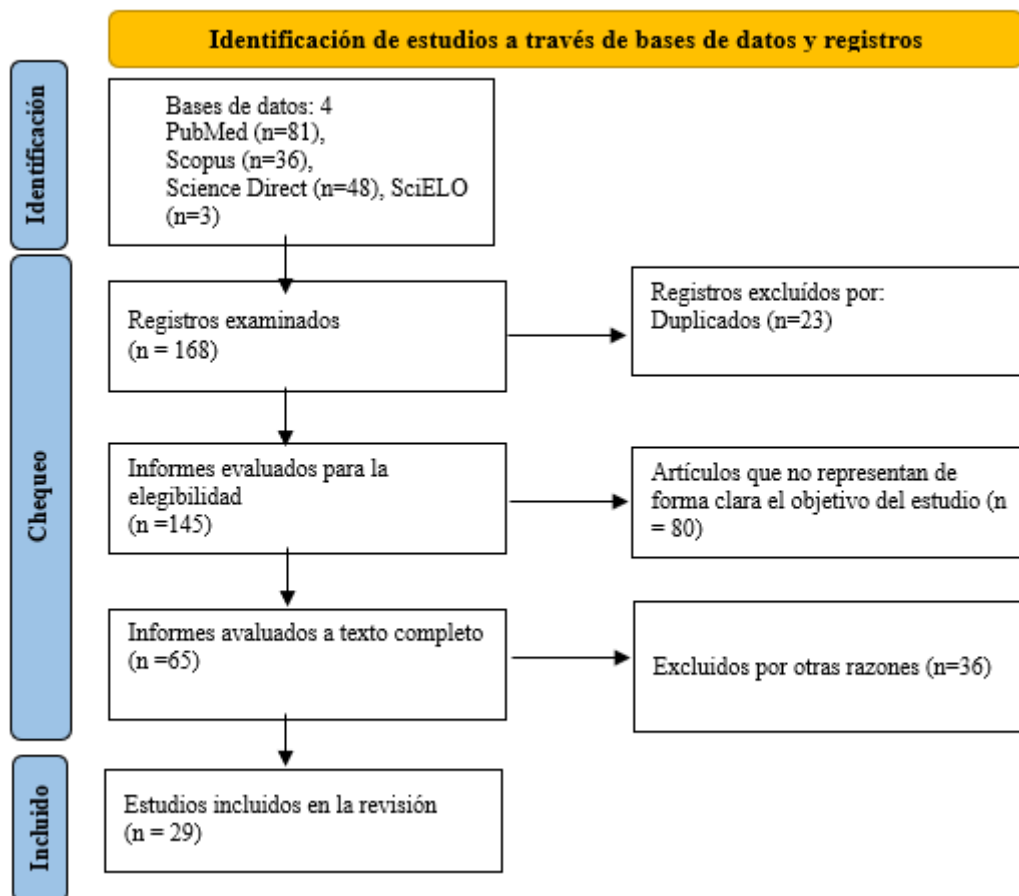 Identificación de estudios a través de bases de datos y registros
Identificación
Bases de datos: 4
PubMed (n=81),
Scopus (n=36),
Science Direct (n=48), SciELO
(n=3)
Chequeo
Registros examinados
(n = 168)
Registros excluídos por:
Duplicados (n=23)
Informes evaluados para la
elegibilidad
(n =145)
Artículos que no representan de
forma clara el objetivo del estudio (n
= 80)
Informes avaluados a texto completo
(n =65)
Excluidos por otras razones (n=36)
Incluido
Estudios incluidos en la revisión
(n = 29)